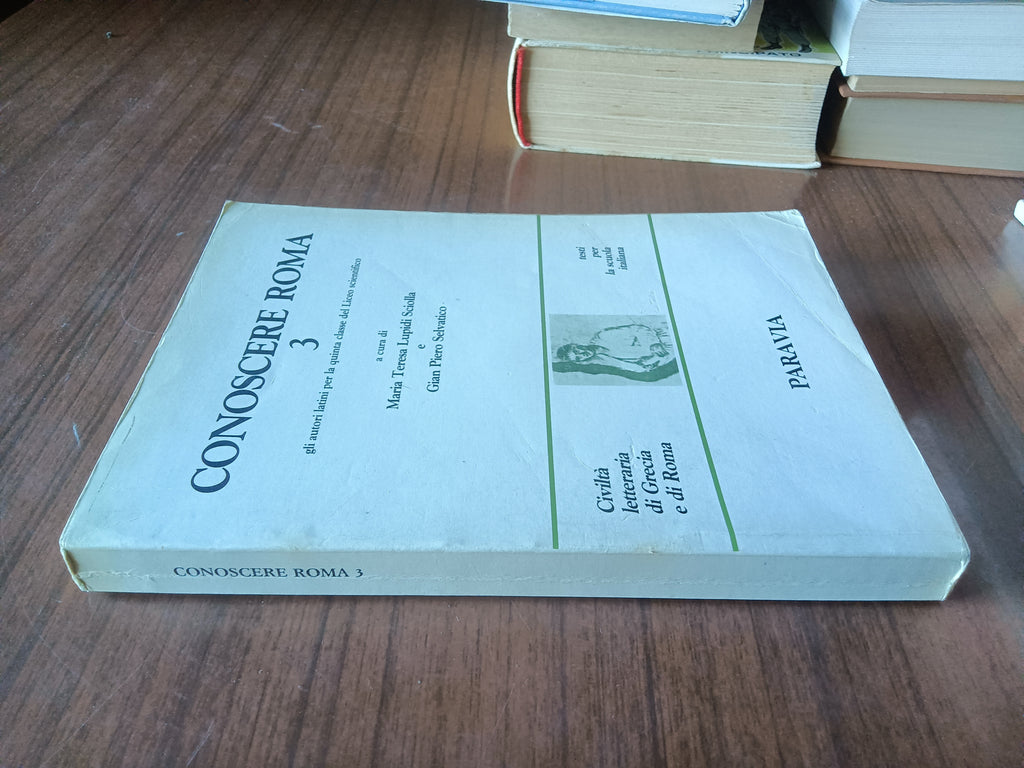 CONOSCERE ROMA
3
gli autori latini per la quinta classe del Liceo scientifico
a cura di
Maria Teresa Lupidi Sciolla
e
Gian Piero Selvatico
Civiltà
letteraria
di Grecia
e di Roma
testi
per
la scuola
italiana
PARAVIA
CONOSCERE ROMA 3